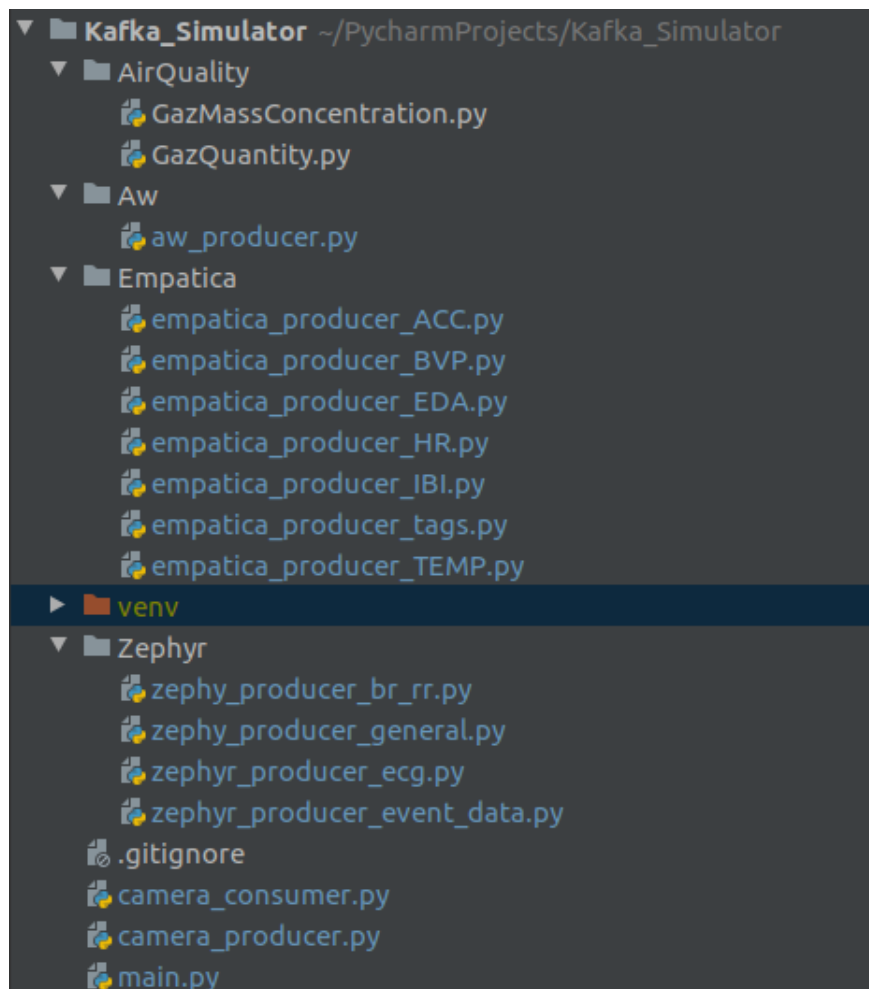 Kafka_Simulator ~/PycharmProjects/Kafka_Simulator
AirQuality
GazMassConcentration.py
GazQuantity.py
Aw
aw_producer.py
Empatica
empatica_producer_ACC.py
empatica_producer_BVP.py
empatica_producer_EDA.py
empatica_producer_HR.py
empatica_producer_IBI.py
empatica_producer_tags.py
empatica_producer_TEMP.py
venv
Zephyr
zephy_producer_br_rr.py
zephy_producer_general.py
zephyr_producer_ecg.py
zephyr_producer_event_data.py
.gitignore
camera_consumer.py
camera_producer.py
main.py